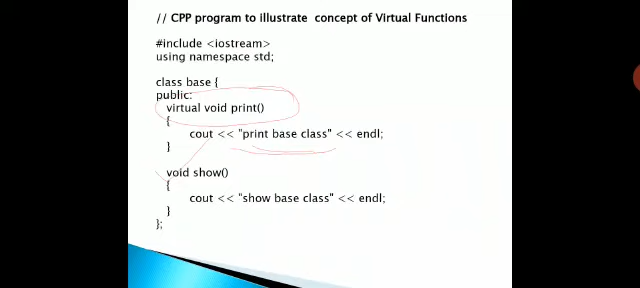 // CPP program to illustrate concept of Virtual Functions
#include <iostream>
using namespace std;
class base {
public:
virtual void print()
{
cout << "print base class" << endl;
}
void show()
{
cout << "show base class" << endl;
}
};